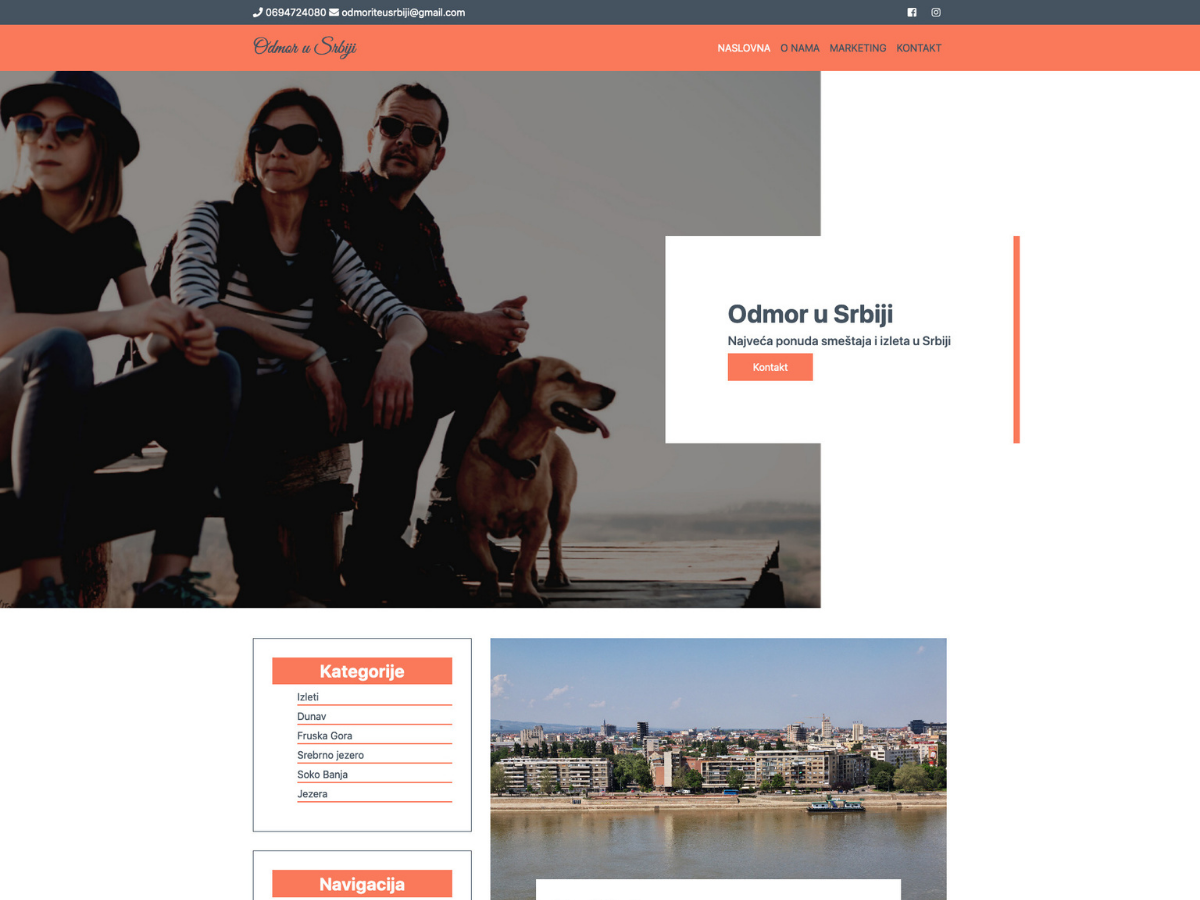 0694724080 odmoriteusrbiji@gmail.com
Odmor u Srbiji
NASLOVNA O NAMA MARKETING KONTAKT
Odmor u Srbiji
Najveća ponuda smeštaja i izleta u Srbiji
Kontakt
Kategorije
Izleti
Dunav
Fruska Gora
Srebrno jezero
Soko Banja
Jezera
Navigacija